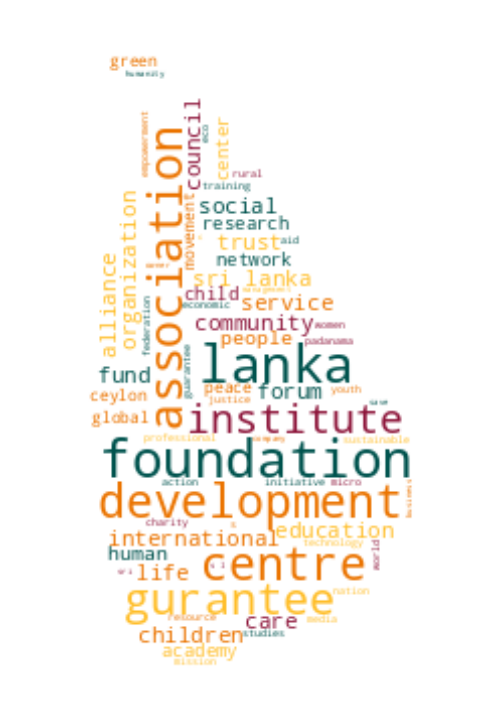 green
humanity
empowerment
association
council
eco
center
rural
training
organization
social
movement
research
trust
aid
network
alliance
sri lanka
child
economic
service
federation
community
women
people
padanama
guarantee
lanka
fund
peace
forum
youth
ceylon
justice
save
global
institute
professional
company
sustainable
foundation
action
initiative
micro
development
business
charity
education
international
technology
human
world
sri
life
centre
gurantee
nation
resource
care
media
children
studies
academy
mission